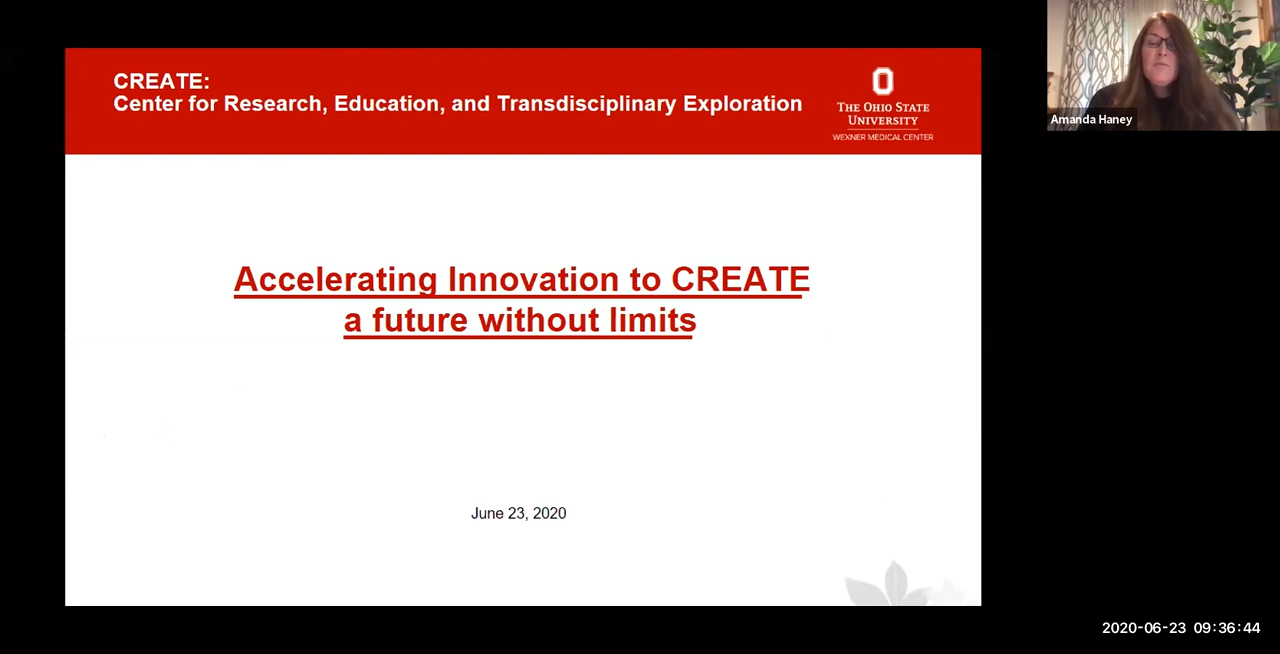 CREATE:
Center for Research, Education, and Transdisciplinary Exploration
THE OHIO STATE
UNIVERSITY
WEXNER MEDICAL CENTER
Amanda Haney
Accelerating Innovation to CREATE
a future without limits
June 23, 2020
2020-06-23 09:36:44